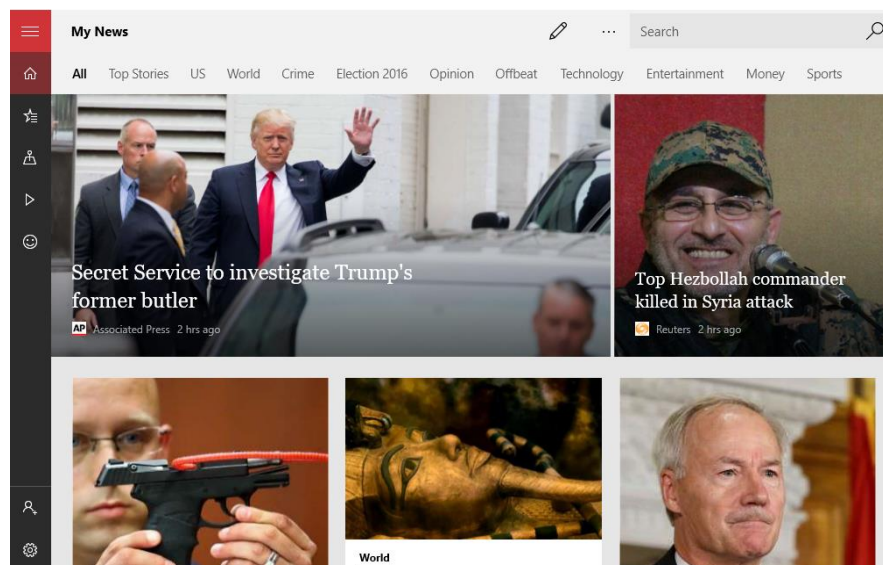 My News
Search
All Top Stories US World Crime Election 2016 Opinion Offbeat Technology Entertainment Money Sports
Secret Service to investigate Trump's
former butler
AP Associated Press 2 hrs ago
Top Hezbollah commander
killed in Syria attack
Reuters 2 hrs ago
World